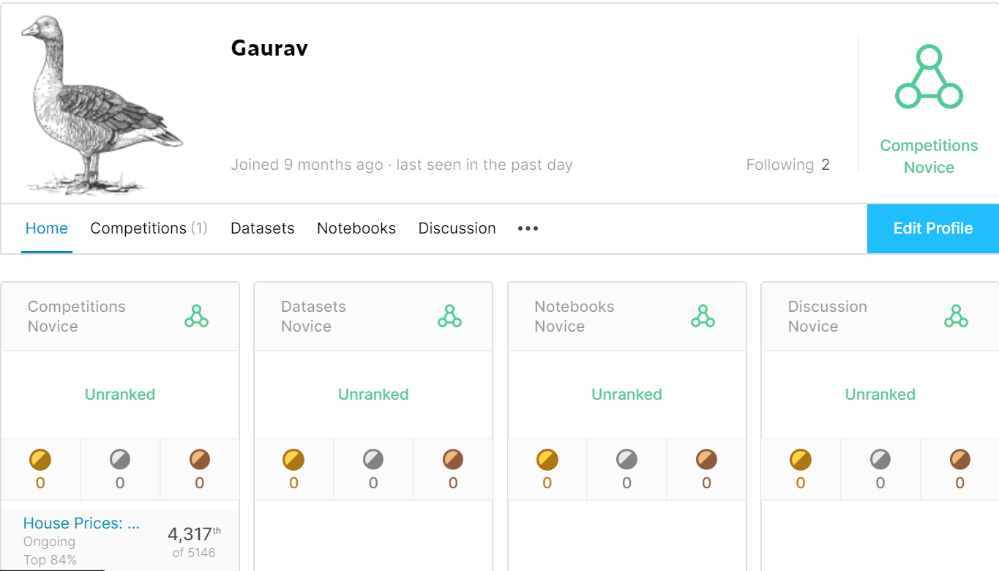 Gaurav
Joined 9 months ago · last seen in the past day
Following 2
Competitions
Novice
Home Competitions (1) Datasets Notebooks Discussion •••
Edit Profile
Competitions
Novice
Unranked
0 0 0
House Prices: ...
Ongoing
Top 84%
4,317th
of 5146
Datasets
Novice
Unranked
0 0 0
Notebooks
Novice
Unranked
0 0 0
Discussion
Novice
Unranked
0 0 0